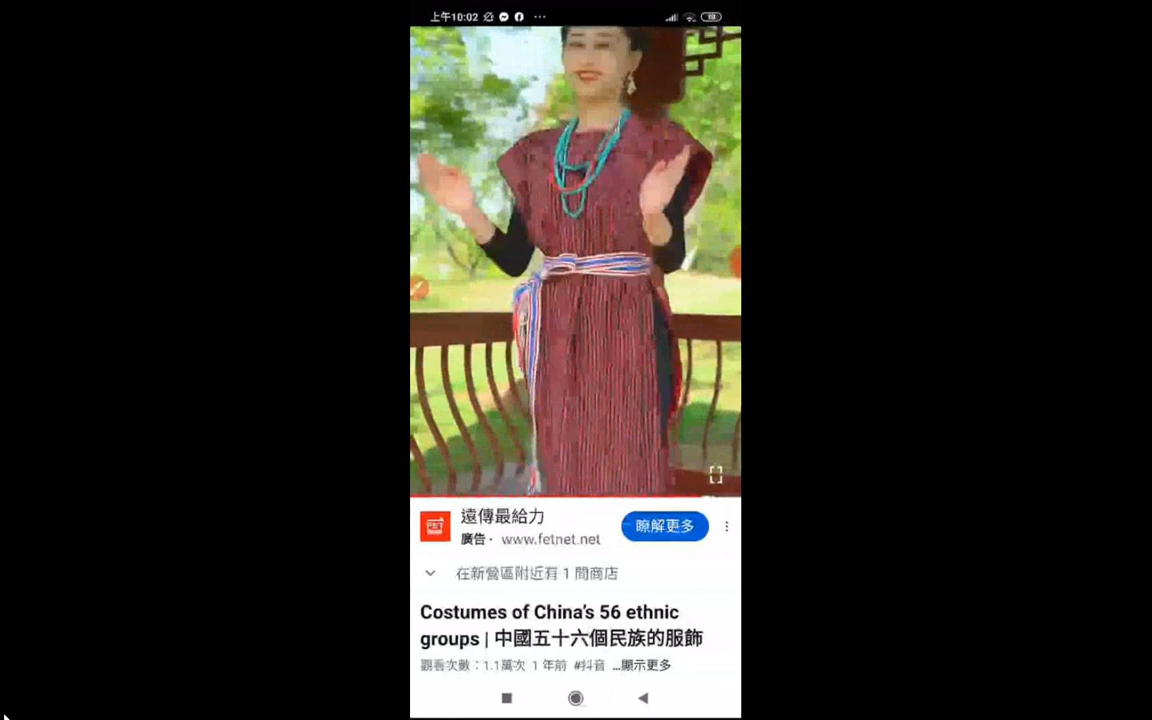 上午10:02
遠傳最給力
廣告· www.fetnet.net
瞭解更多
在新營區附近有 1 間商店
Costumes of China's 56 ethnic
groups | 中國五十六個民族的服飾
觀看次數：1.1萬次 1 年前 #抖音 ...顯示更多